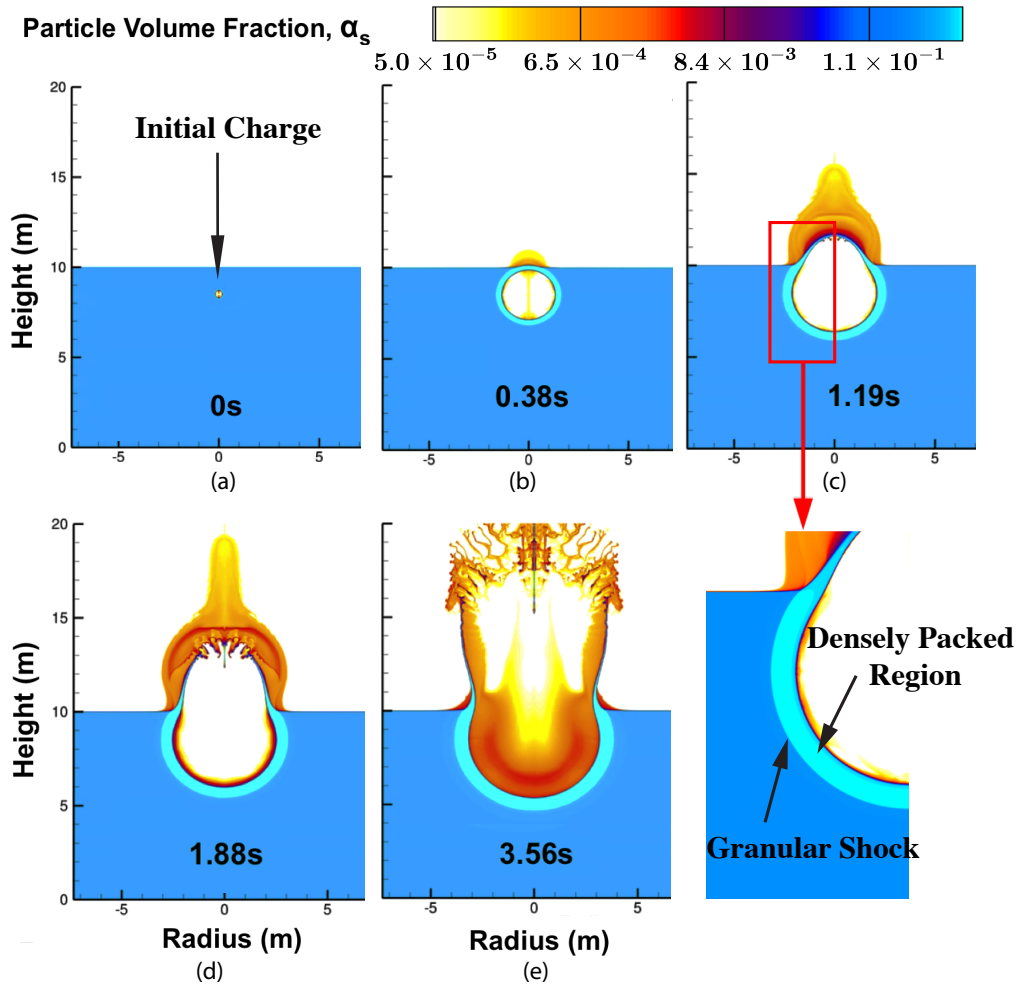 Particle Volume Fraction, αs
5.0 × 10−5 6.5 × 10−4 8.4 × 10−3 1.1 × 10−1
Height (m)
20
15
10
5
0
Initial Charge
0s
-5 0 5
(a)
0.38s
-5 0 5
(b)
1.19s
-5 0 5
(c)
Height (m)
20
15
10
5
0
1.88s
-5 0 5
Radius (m)
(d)
3.56s
-5 0 5
Radius (m)
(e)
Densely Packed
Region
Granular Shock